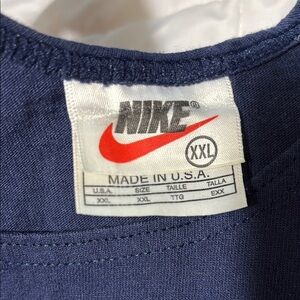 NIKE®
XXL
MADE IN U.S.A.
U.S.A. SIZE TAILLE TALLA
XXL XXL TTG EXX